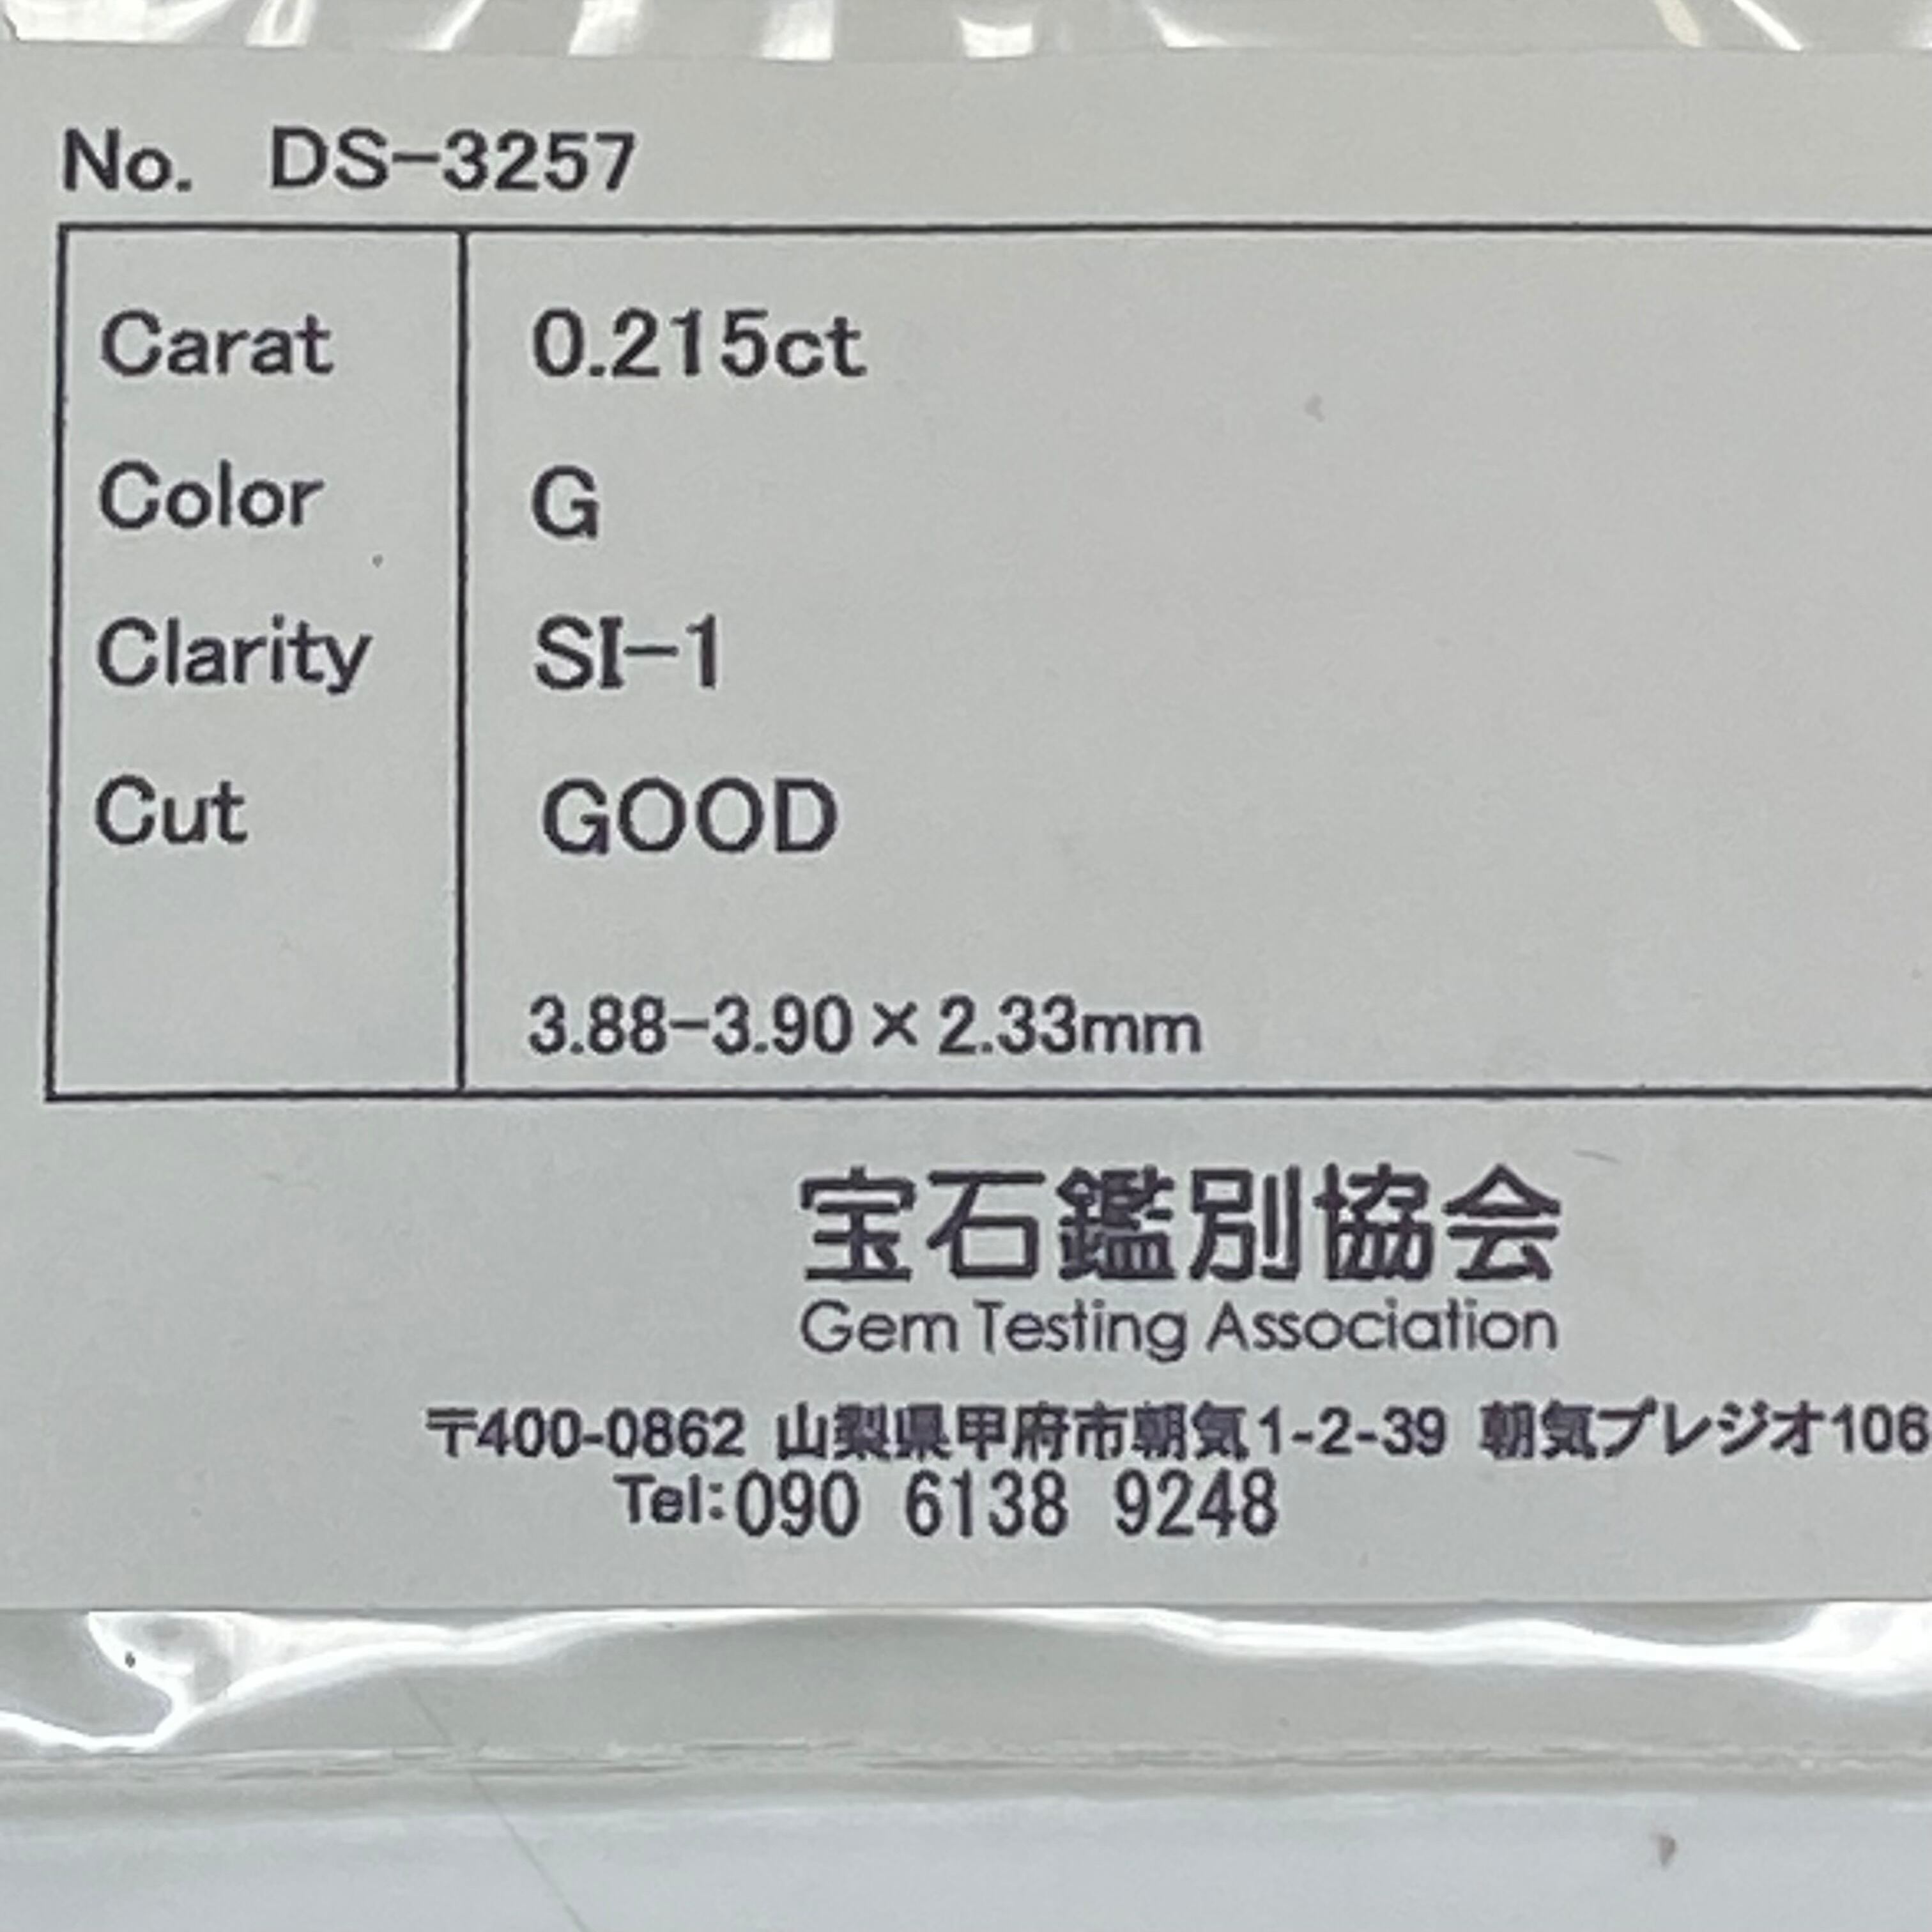 No. DS-3257
Carat 0.215ct
Color G
Clarity SI-1
Cut GOOD
3.88-3.90×2.33mm
宝石鑑別協会
Gem Testing Association
〒400-0862 山梨県甲府市朝気1-2-39 朝気プレジオ106
Tel:090 6138 9248